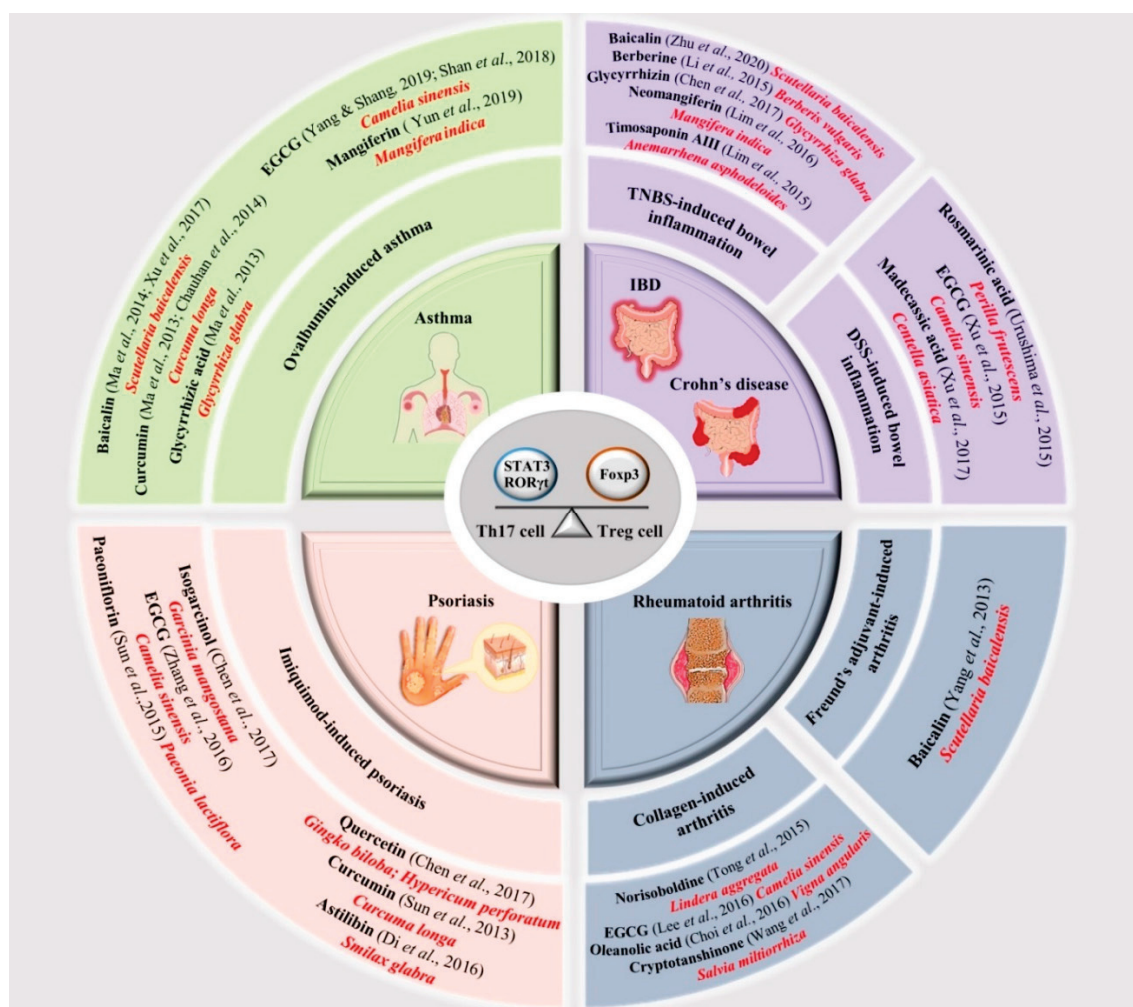 EGCG (Yang & Shang, 2019; Shan et al., 2018)
Camelia sinensis
Mangiferin (Yun et al., 2019)
Mangifera indica
Baicalin (Ma et al., 2014; Xu et al., 2017)
Scutellaria baicalensis
Curcumin (Ma et al., 2013; Chauhan et al., 2014)
Curcuma longa
Glycyrrhizic acid (Ma et al., 2013)
Glycyrrhiza glabra
Ovalbumin-induced asthma
Asthma
Baicalin (Zhu et al., 2020) Scutellaria baicalensis
Berberine (Li et al., 2015) Berberis vulgaris
Glycyrrhizin (Chen et al., 2017) Glycyrrhiza glabra
Neomangiferin (Lim et al., 2016)
Mangifera indica
Timosaponin AIII (Lim et al., 2015)
Anemarrhena asphodeloides
TNBS-induced bowel
inflammation
IBD
Crohn's disease
Rosmarinic acid (Urushima et al., 2015)
Perilla frutescens
EGCG (Xu et al., 2015)
Camelia sinensis
Madecassic acid (Xu et al., 2017)
Centella asiatica
DSS-induced bowel
inflammation
STAT3
RORγt
Foxp3
Th17 cell
Treg cell
Psoriasis
Imiquimod-induced psoriasis
Isogarcinol (Chen et al., 2017)
Garcinia mangostana
EGCG (Zhang et al., 2016)
Camelia sinensis
Paeoniflorin (Sun et al.,2015) Paeonia lactiflora
Quercetin (Chen et al., 2017)
Gingko biloba; Hypericum perforatum
Curcumin (Sun et al., 2013)
Curcuma longa
Astilibin (Di et al., 2016)
Smilax glabra
Rheumatoid arthritis
Freund's adjuvant-induced
arthritis
Baicalin (Yang et al., 2013)
Scutellaria baicalensis
Collagen-induced
arthritis
Norisoboldine (Tong et al., 2015)
Lindera aggregata
EGCG (Lee et al., 2016) Camelia sinensis
Oleanolic acid (Choi et al., 2016) Vigna angularis
Cryptotanshinone (Wang et al., 2017)
Salvia miltiorrhiza